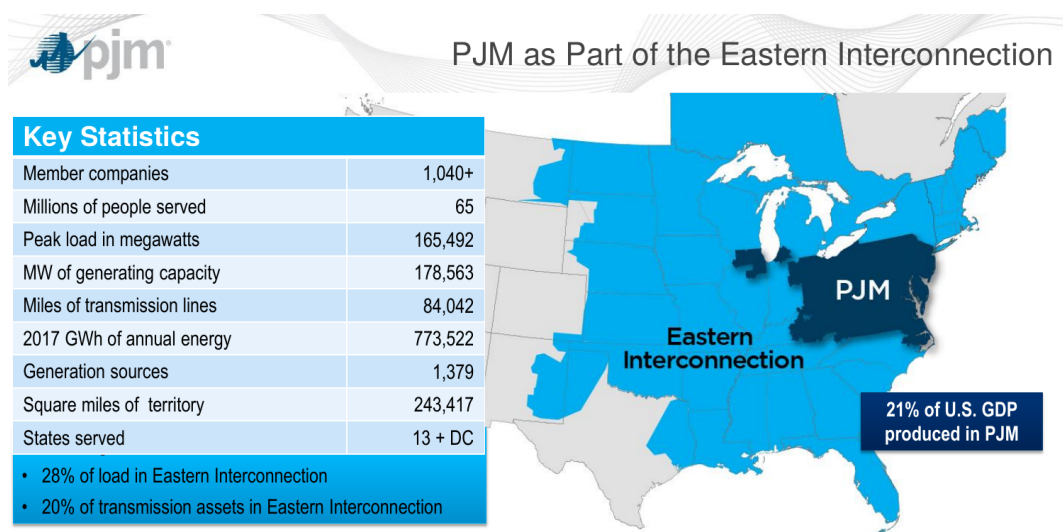 pjm
PJM as Part of the Eastern Interconnection
Key Statistics
Member companies 1,040+
Millions of people served 65
Peak load in megawatts 165,492
MW of generating capacity 178,563
Miles of transmission lines 84,042
2017 GWh of annual energy 773,522
Generation sources 1,379
Square miles of territory 243,417
States served 13 + DC
• 28% of load in Eastern Interconnection
• 20% of transmission assets in Eastern Interconnection
PJM
Eastern
Interconnection
21% of U.S. GDP
produced in PJM